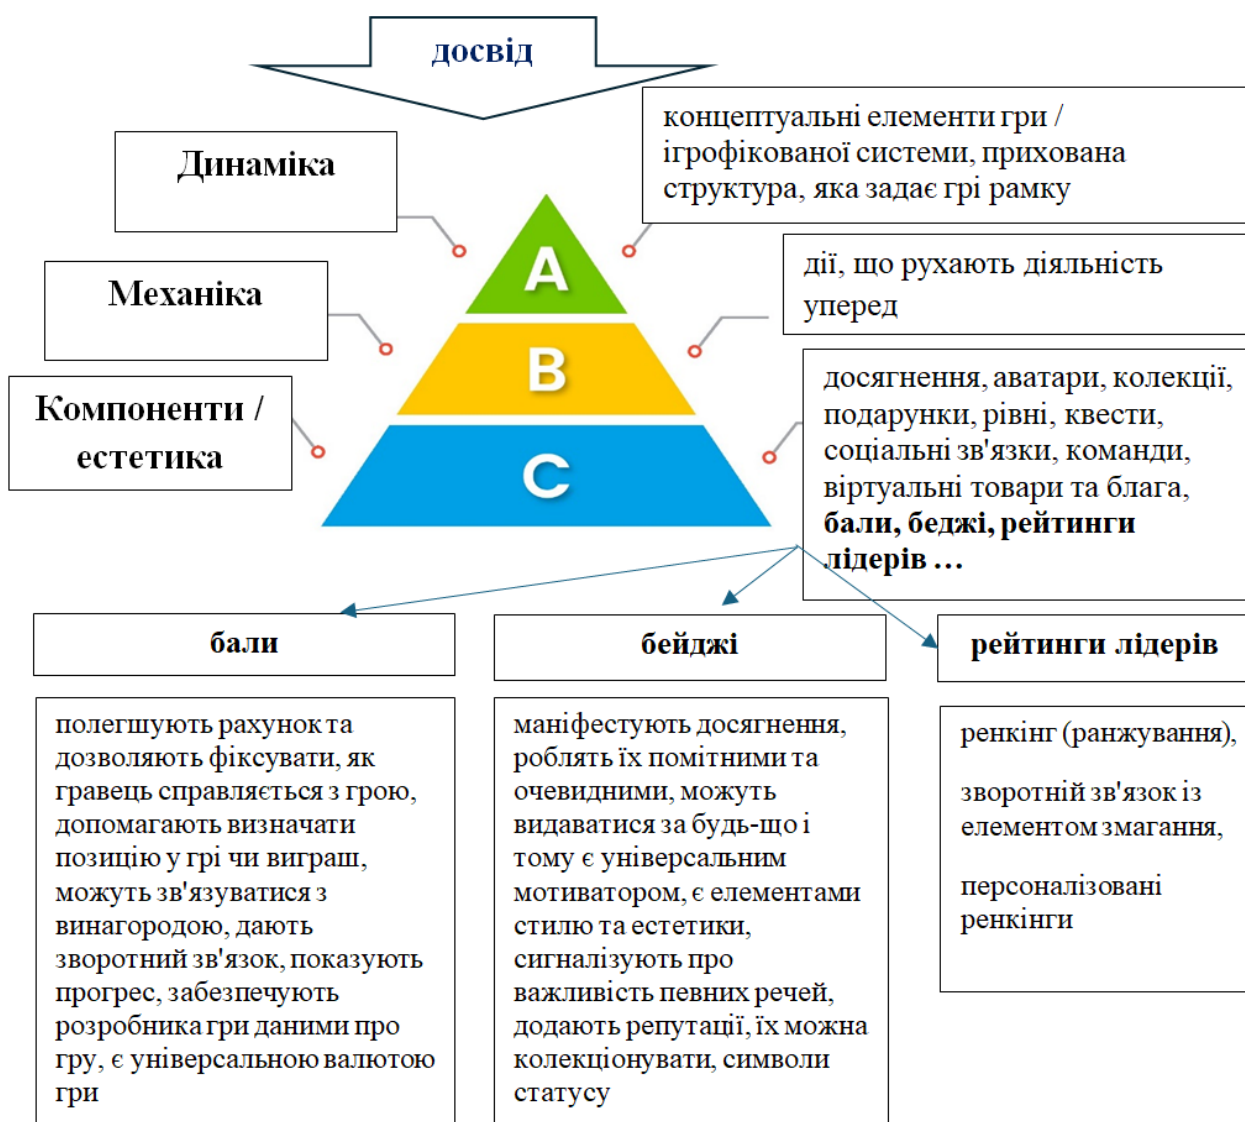 досвід
Динаміка
концептуальні елементи гри /
ігрофікованої системи, прихована
структура, яка задає грі рамку
A
Механіка
дії, що рухають діяльність
уперед
B
Компоненти /
естетика
досягнення, аватари, колекції,
подарунки, рівні, квести,
соціальні зв'язки, команди,
віртуальні товари та блага,
бали, беджі, рейтинги
лідерів ...
C
бали
полегшують рахунок та
дозволяють фіксувати, як
гравець справляється з грою,
допомагають визначати
позицію у грі чи виграш,
можуть зв'язуватися з
винагородою, дають
зворотний зв'язок, показують
прогрес, забезпечують
розробника гри даними про
гру, є універсальною валютою
гри
бейджі
маніфестують досягнення,
роблять їх помітними та
очевидними, можуть
видаватися за будь-що і
тому є універсальним
мотиватором, є елементами
стилю та естетики,
сигналізують про
важливість певних речей,
додають репутації, їх можна
колекціонувати, символи
статусу
рейтинги лідерів
ренкінг (ранжування),
зворотній зв'язок із
елементом змагання,
персоналізовані
ренкінги